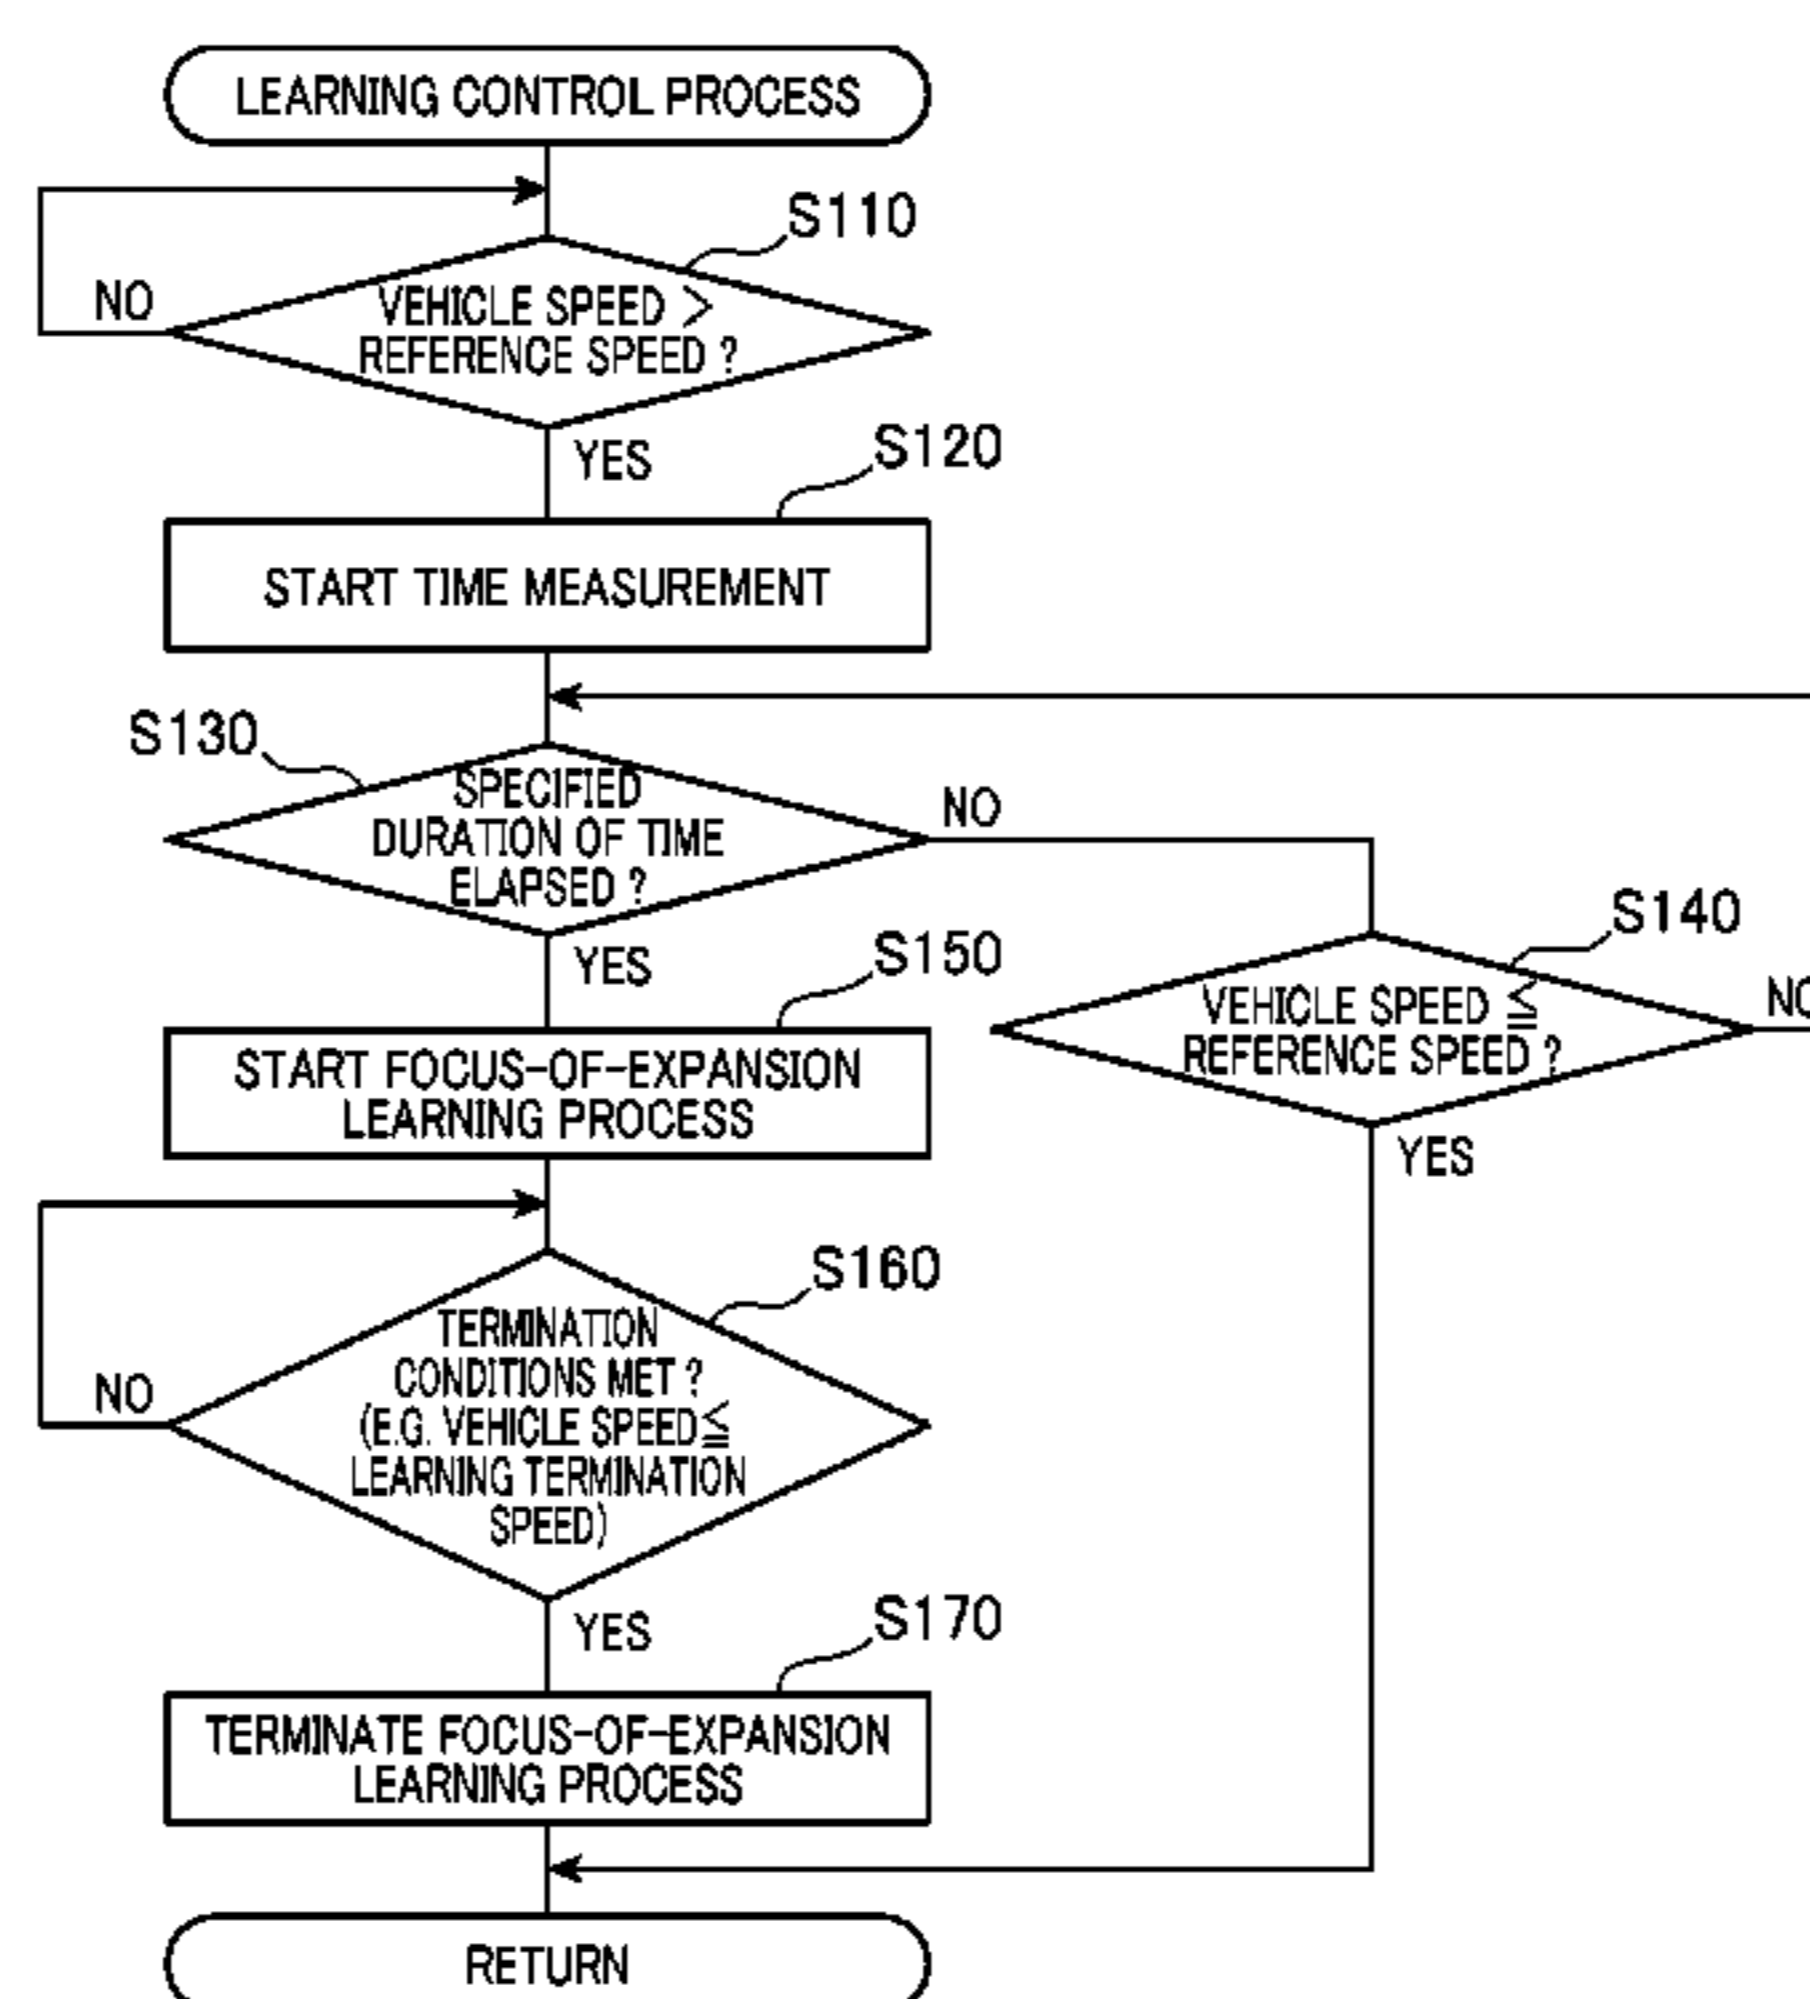 LEARNING CONTROL PROCESS
S110
NO
VEHICLE SPEED >
REFERENCE SPEED ?
YES
S120
START TIME MEASUREMENT
S130
SPECIFIED
DURATION OF TIME
ELAPSED ?
NO
YES
S140
VEHICLE SPEED ≦
REFERENCE SPEED ?
NO
YES
S150
START FOCUS-OF-EXPANSION
LEARNING PROCESS
S160
TERMINATION
CONDITIONS MET ?
(E.G. VEHICLE SPEED≦
LEARNING TERMINATION
SPEED)
NO
YES
S170
TERMINATE FOCUS-OF-EXPANSION
LEARNING PROCESS
RETURN